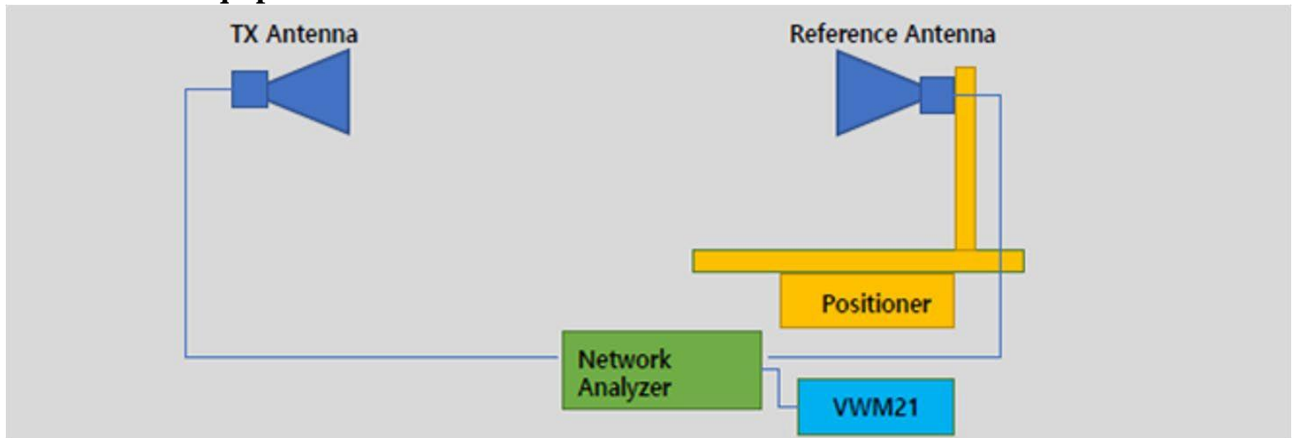 TX Antenna
Reference Antenna
Positioner
Network
Analyzer
VWM21